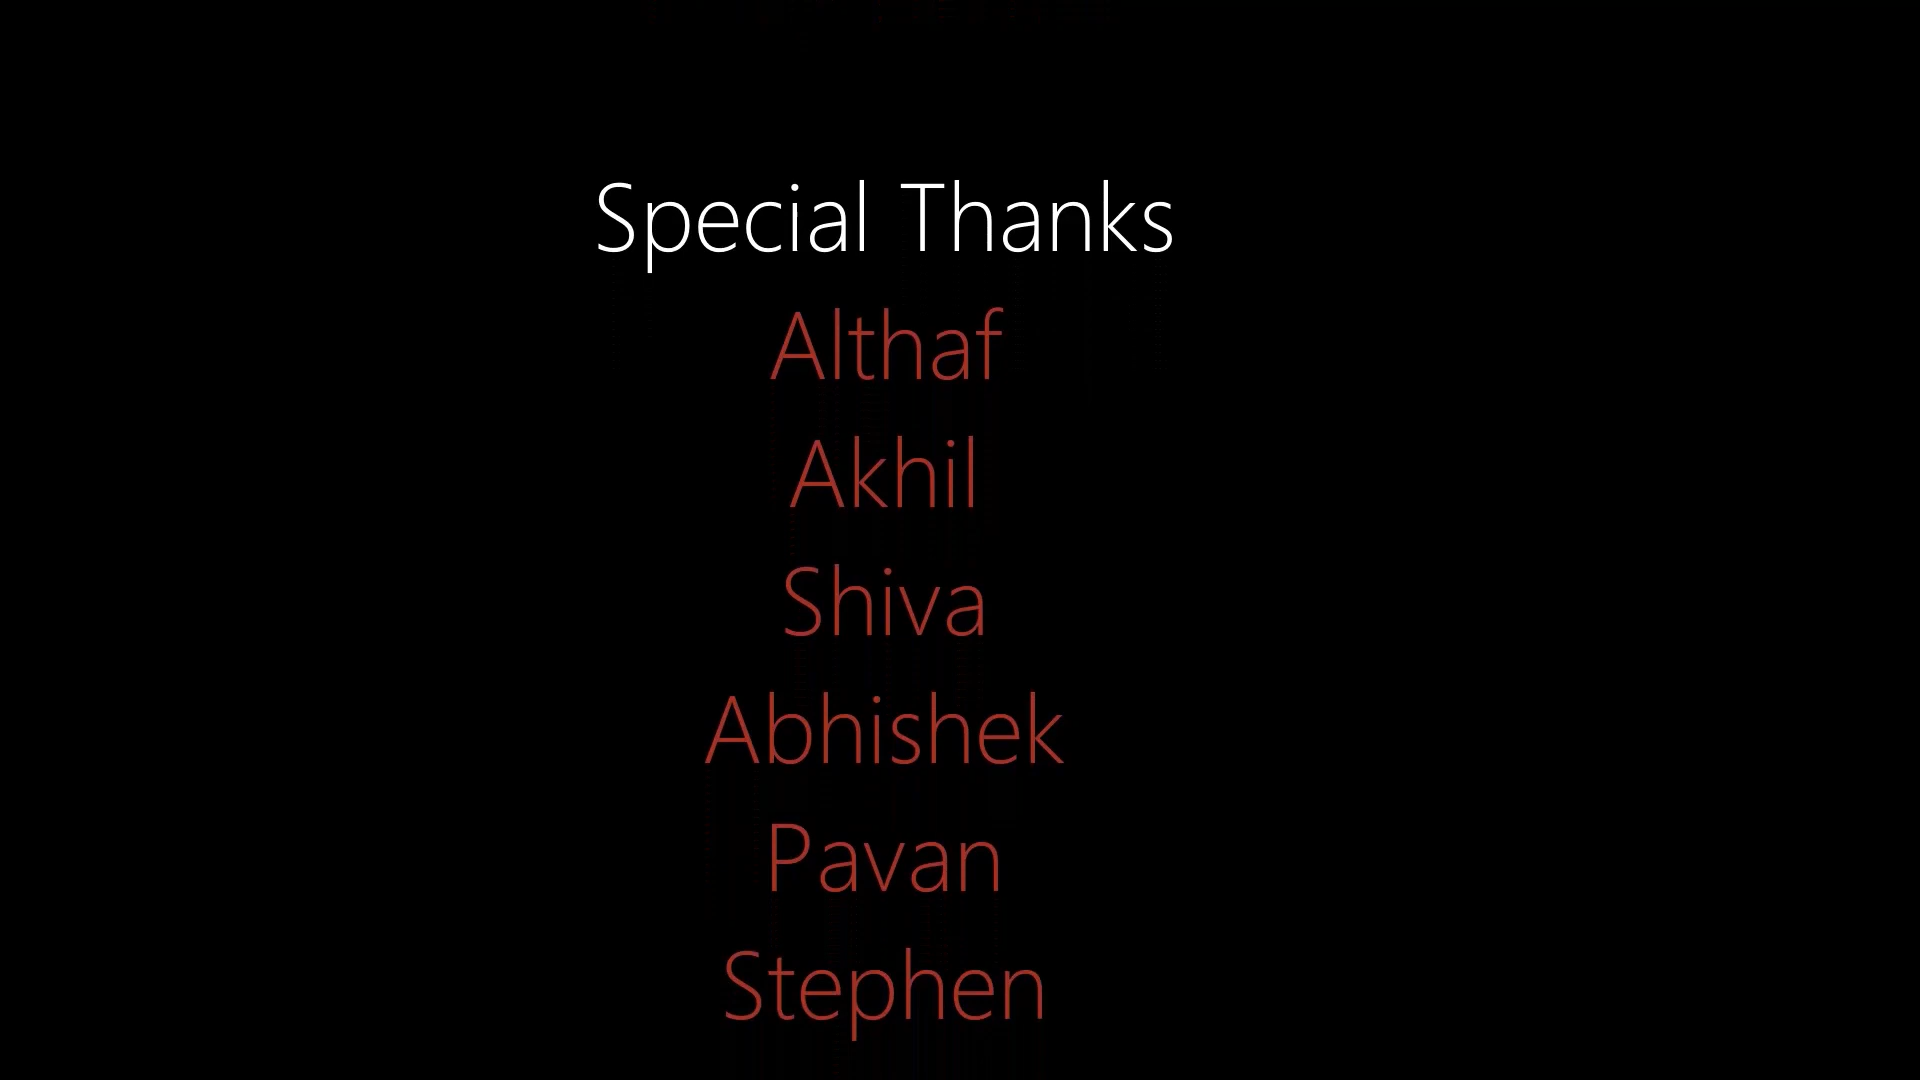 Special Thanks
Althaf
Akhil
Shiva
Abhishek
Pavan
Stephen